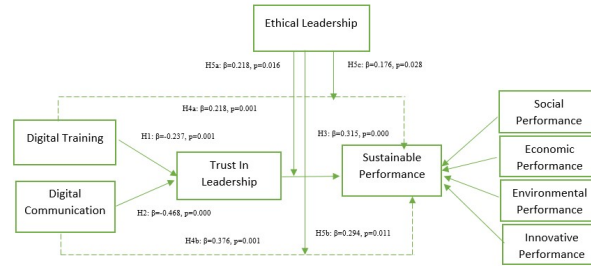 Ethical Leadership
H5a: β=0.218, p=0.016
H5c: β=0.176, p=0.028
H4a: β=0.218, p=0.001
Digital Training
H1: β=-0.237, p=0.001
H3: β=0.315, p=0.000
Social
Performance
Trust In
Leadership
Sustainable
Performance
Economic
Performance
Digital
Communication
H2: β=-0.468, p=0.000
Environmental
Performance
H4b: β=0.376, p=0.001
H5b: β=0.294, p=0.011
Innovative
Performance